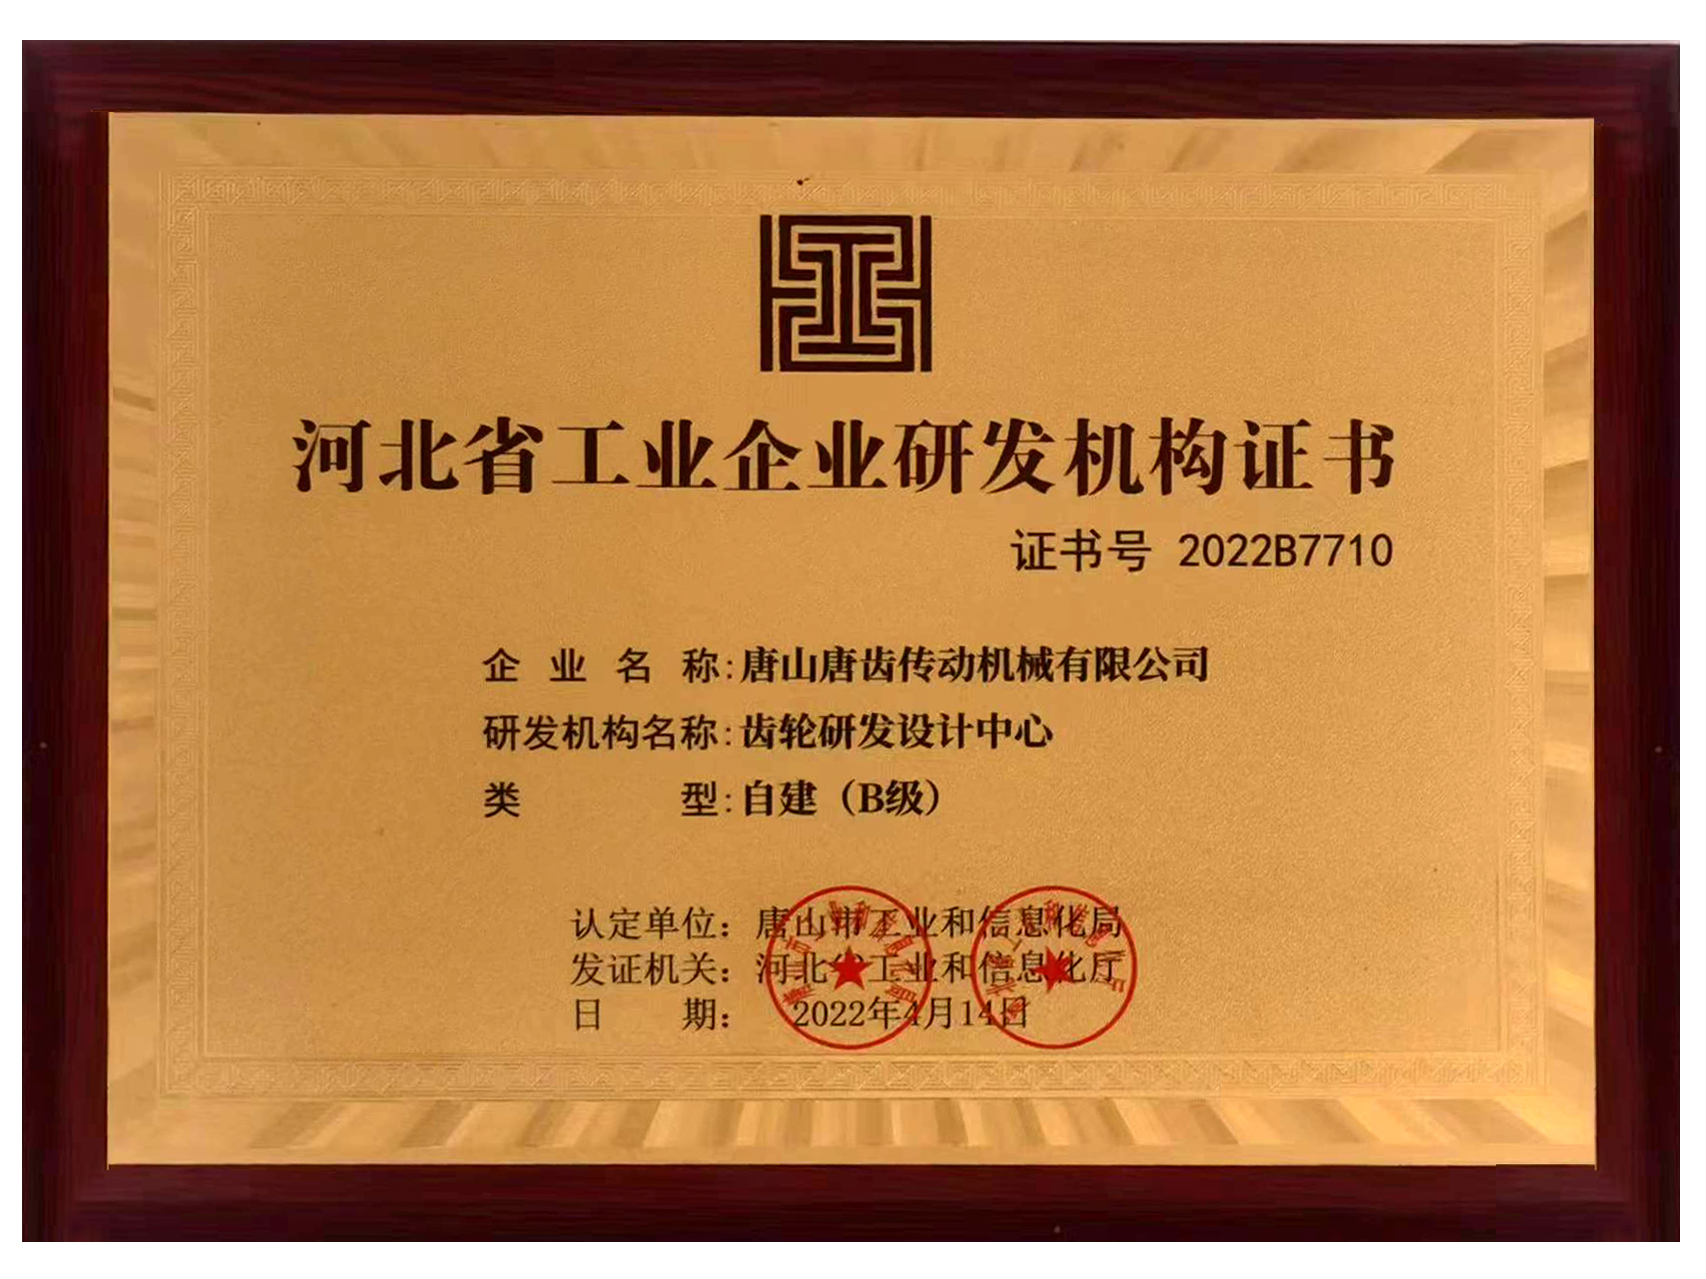 河北省工业企业研发机构证书
证书号 2022B7710
企业名称:唐山唐齿传动机械有限公司
研发机构名称:齿轮研发设计中心
类型:自建（B级）
认定单位：唐山市工业和信息化局
发证机关：河北省工业和信息化厅
日期：2022年4月14日